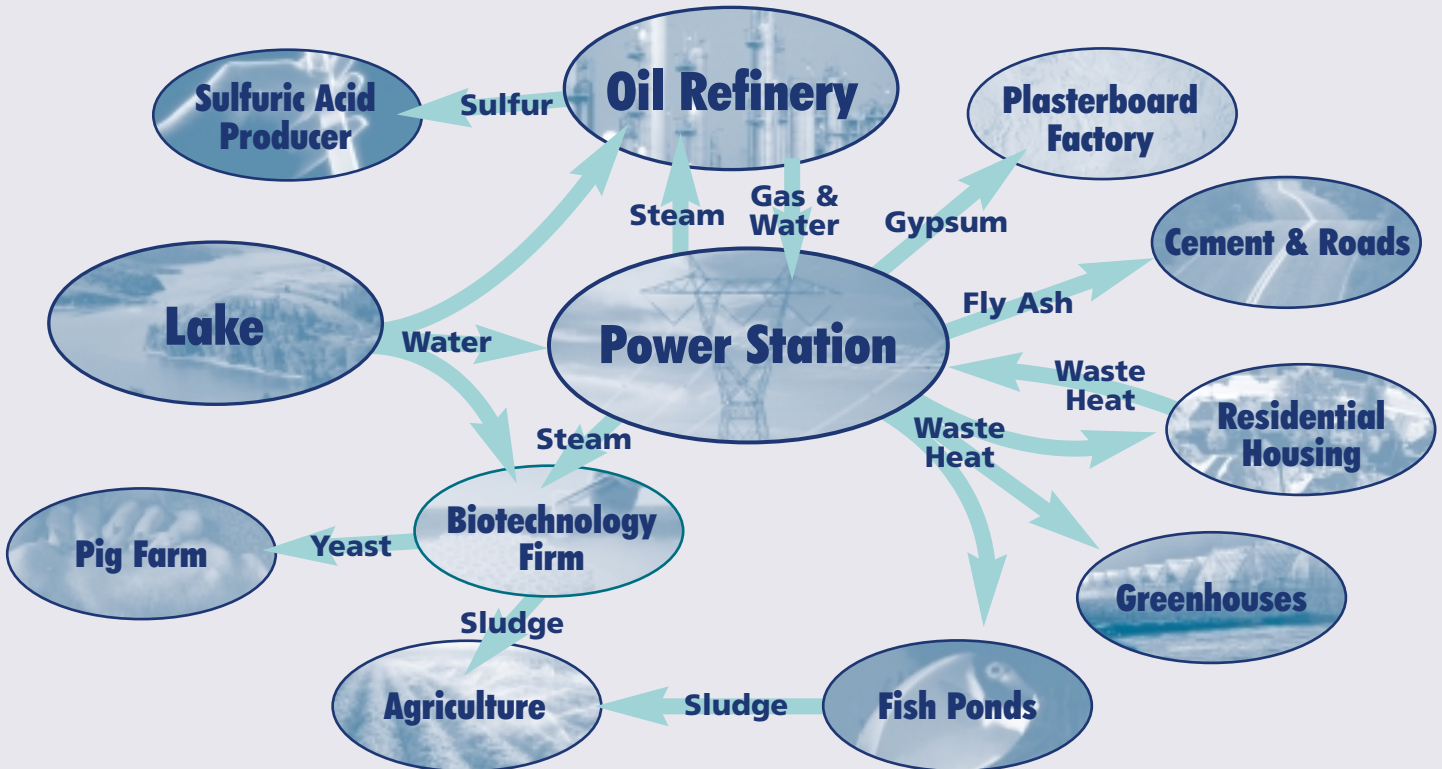 Oil Refinery
Sulfuric Acid
Producer
Sulfur
Plasterboard
Factory
Steam
Gas &
Water
Gypsum
Cement & Roads
Lake
Water
Power Station
Fly Ash
Waste
Heat
Residential
Housing
Steam
Waste
Heat
Biotechnology
Firm
Pig Farm
Yeast
Greenhouses
Sludge
Agriculture
Sludge
Fish Ponds